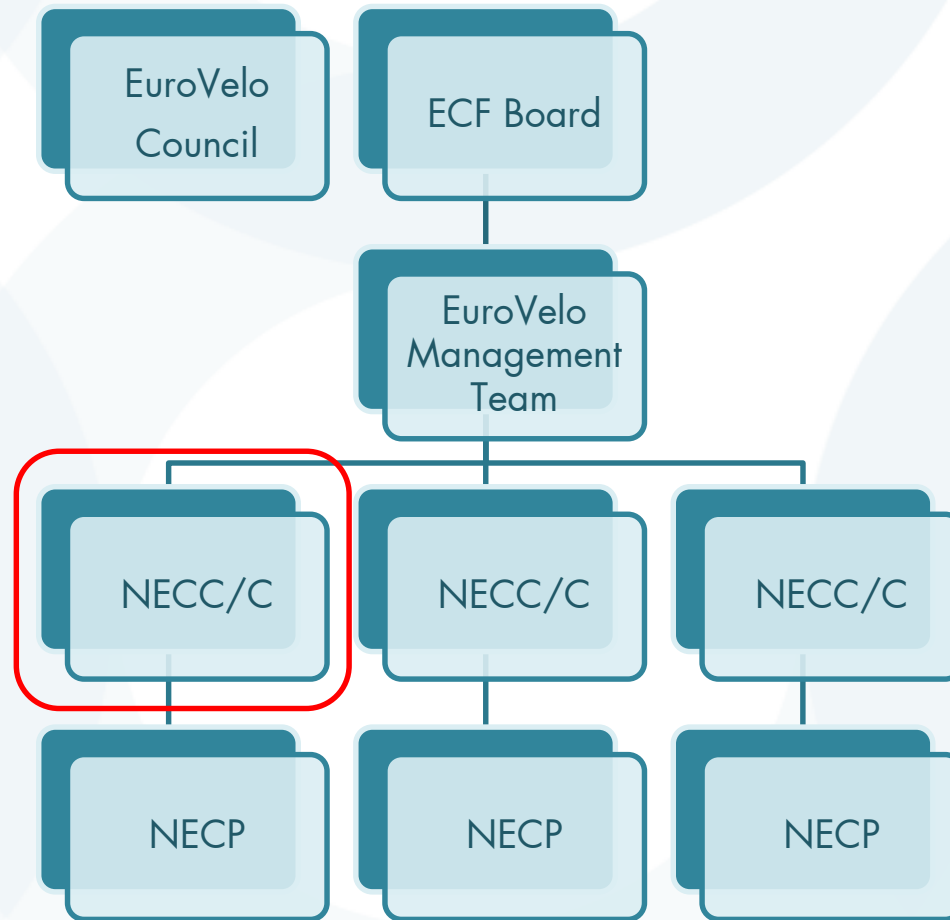 EuroVelo
Council
ECF Board
EuroVelo
Management
Team
NECC/C
NECC/C
NECC/C
NECP
NECP
NECP